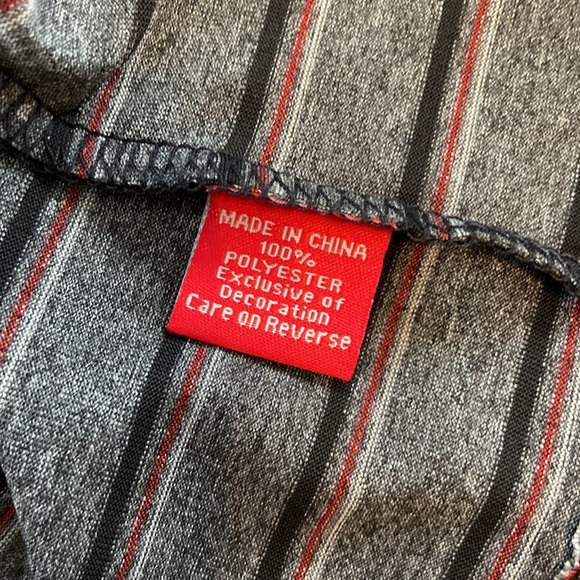 MADE IN CHINA
100%
POLYESTER
Exclusive of
Decoration
Care on Reverse